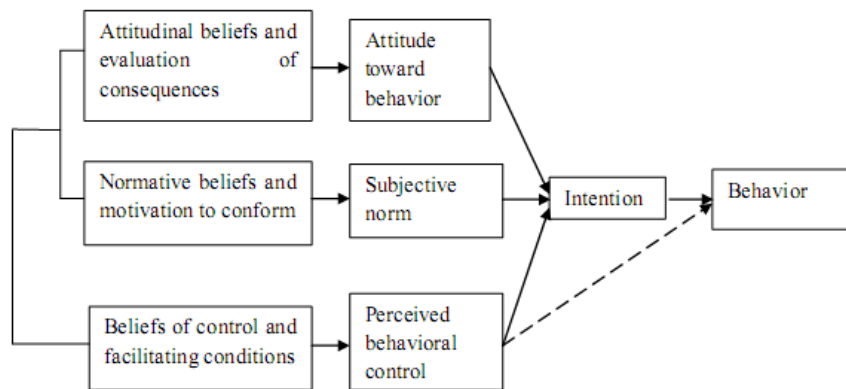 Attitudinal beliefs and
evaluation of
consequences
Attitude
toward
behavior
Normative beliefs and
motivation to conform
Subjective
norm
Intention
Behavior
Beliefs of control and
facilitating conditions
Perceived
behavioral
control